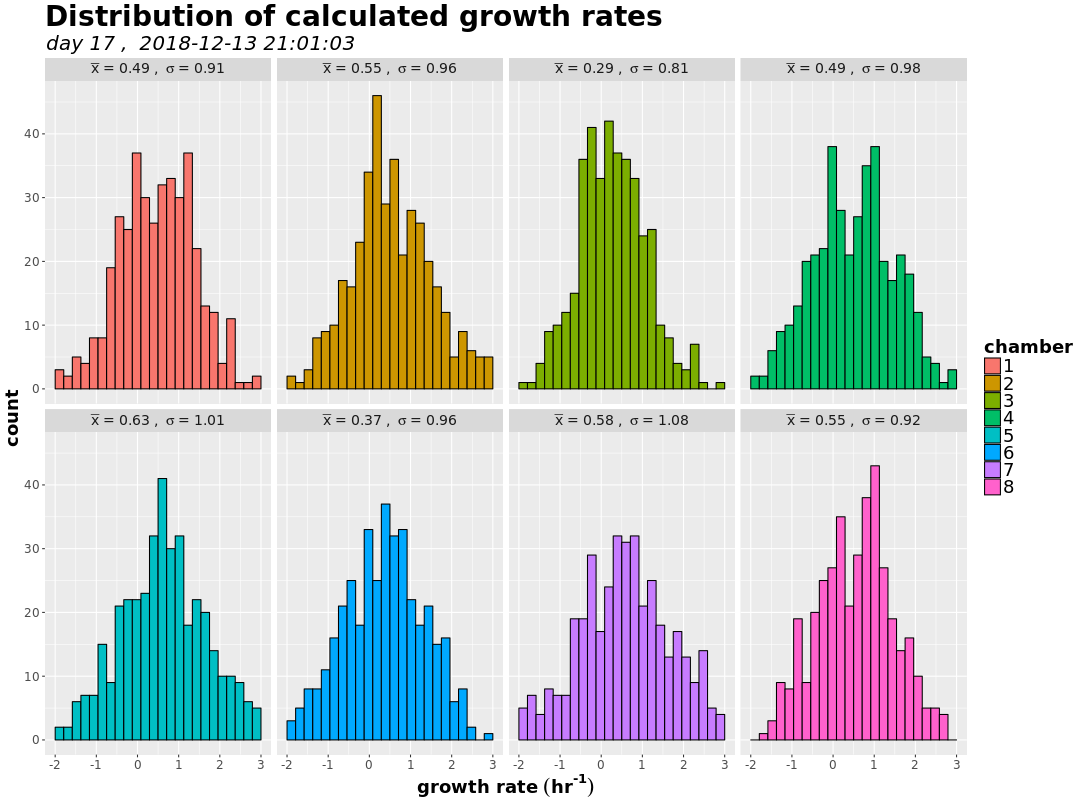 Distribution of calculated growth rates
day 17 ,  2018-12-13 21:01:03
x̅ = 0.49 ,  σ = 0.91
x̅ = 0.55 ,  σ = 0.96
x̅ = 0.29 ,  σ = 0.81
x̅ = 0.49 ,  σ = 0.98
40
30
20
10
0
count
x̅ = 0.63 ,  σ = 1.01
x̅ = 0.37 ,  σ = 0.96
x̅ = 0.58 ,  σ = 1.08
x̅ = 0.55 ,  σ = 0.92
40
30
20
10
0
-2 -1 0 1 2 3
-2 -1 0 1 2 3
-2 -1 0 1 2 3
-2 -1 0 1 2 3
growth rate (hr⁻¹)
chamber
1
2
3
4
5
6
7
8